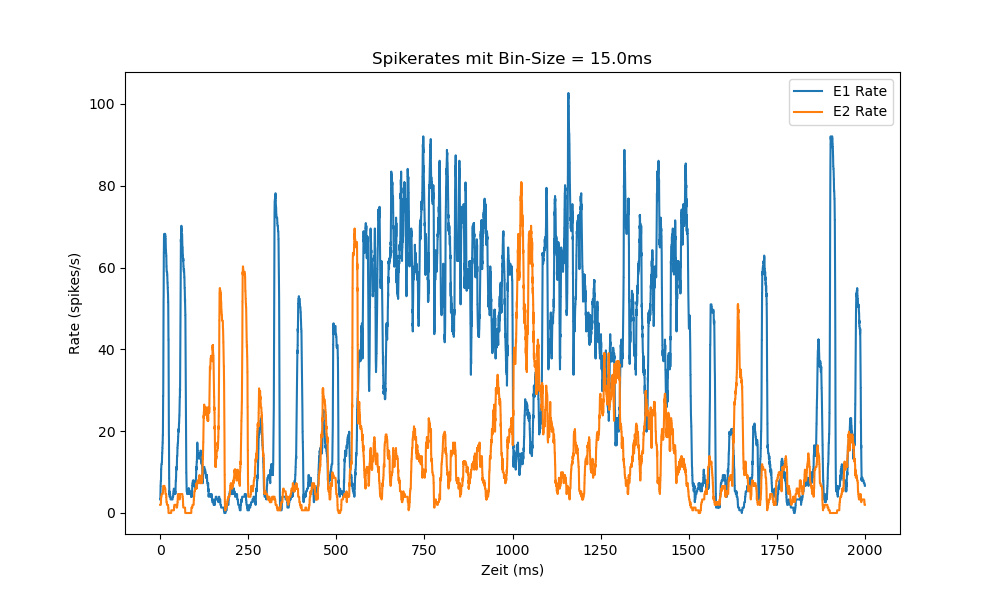 Spikerates mit Bin-Size = 15.0ms
E1 Rate
E2 Rate
Rate (spikes/s)
100
80
60
40
20
0
0 250 500 750 1000 1250 1500 1750 2000
Zeit (ms)